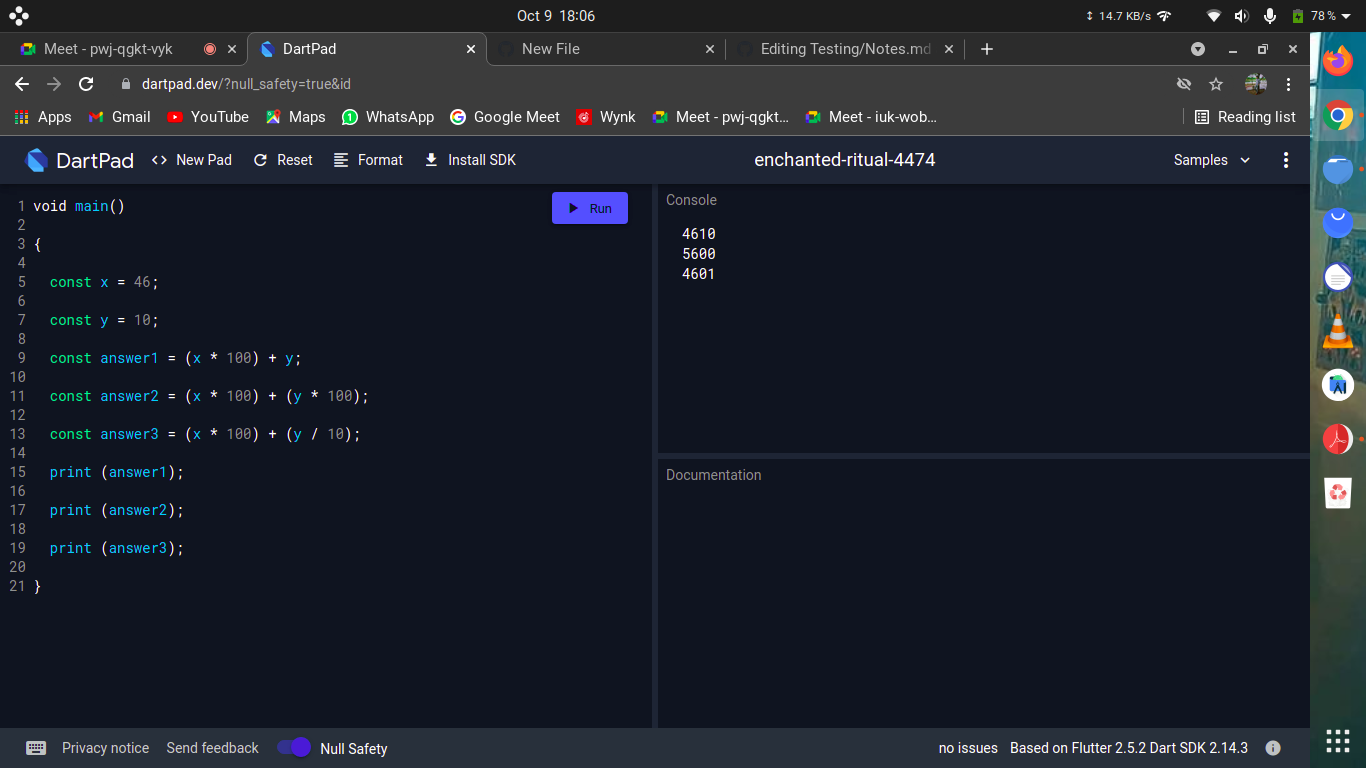 Oct 9 18:06
14.7 KB/s
78 %
Meet - pwj-qgkt-vyk
DartPad
New File
Editing Testing/Notes.md
dartpad.dev/?null_safety=true&id
Apps
Gmail
YouTube
Maps
WhatsApp
Google Meet
Wynk
Meet - pwj-qgkt...
Meet - iuk-wob...
Reading list
DartPad
<> New Pad
Reset
Format
Install SDK
enchanted-ritual-4474
Samples
1 void main()
2
3 {
4
5 const x = 46;
6
7 const y = 10;
8
9 const answer1 = (x * 100) + y;
10
11 const answer2 = (x * 100) + (y * 100);
12
13 const answer3 = (x * 100) + (y / 10);
14
15 print (answer1);
16
17 print (answer2);
18
19 print (answer3);
20
21 }
Run
Console
4610
5600
4601
Documentation
Privacy notice
Send feedback
Null Safety
no issues
Based on Flutter 2.5.2 Dart SDK 2.14.3